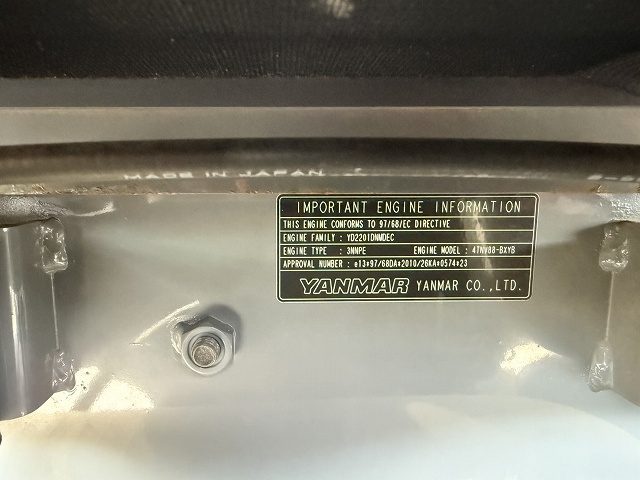 MADE IN JAPAN
IMPORTANT ENGINE INFORMATION
THIS ENGINE CONFORMS TO 97/68/EC DIRECTIVE
ENGINE FAMILY : YD2201DNMDEC
ENGINE TYPE : 3NNPE ENGINE MODEL : 4TNV88-BXYB
APPROVAL NUMBER : e13*97/68DA*2010/26KA*0574*23
YANMAR YANMAR CO.,LTD.